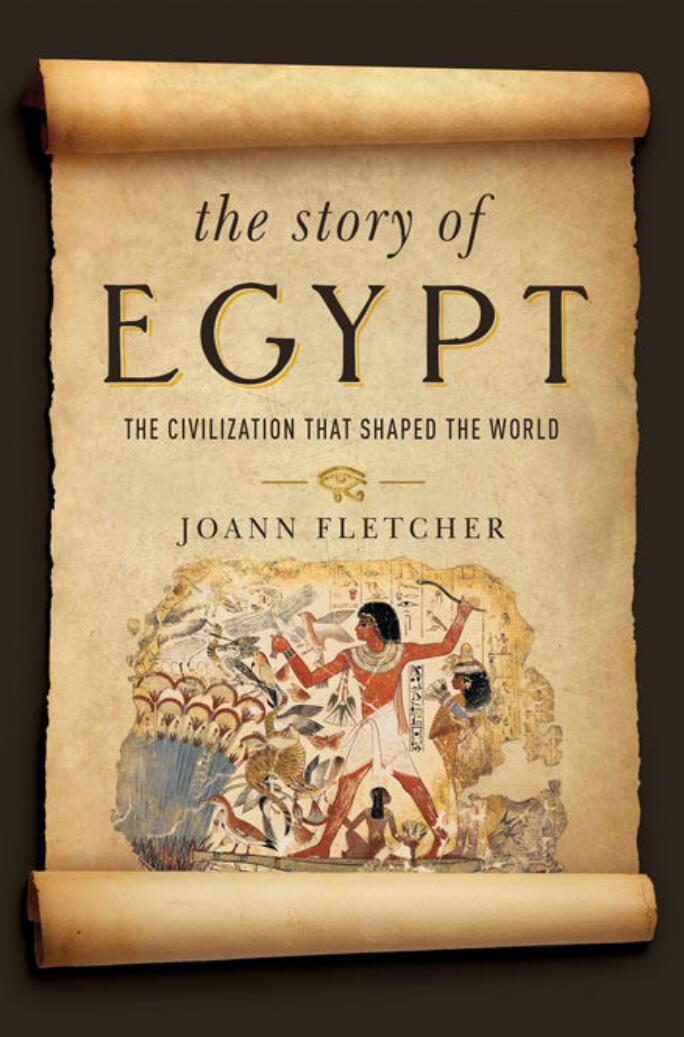 the story of
EGYPT
THE CIVILIZATION THAT SHAPED THE WORLD
JOANN FLETCHER